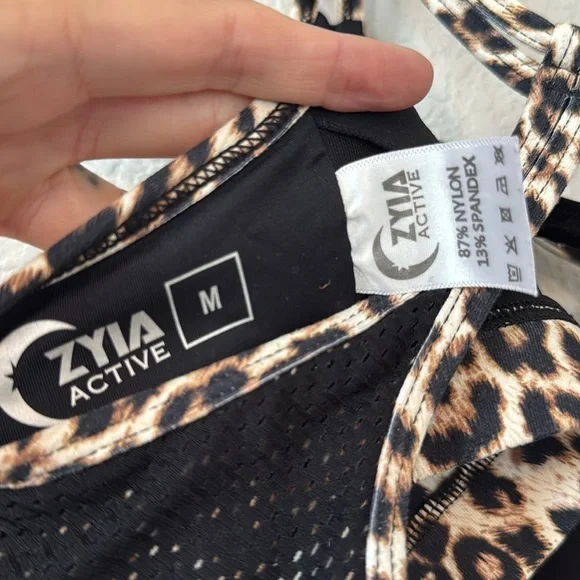 ZYIA
ACTIVE
M
ZYIA
ACTIVE
87% NYLON
13% SPANDEX